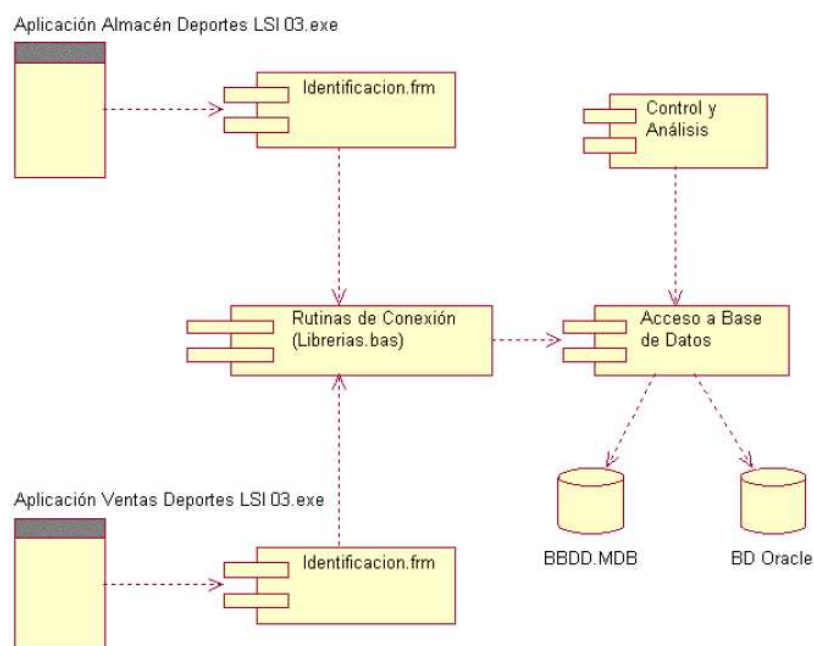 Aplicación Almacén Deportes LSI 03.exe
Identificacion.frm
Control y
Análisis
Rutinas de Conexión
(Librerias.bas)
Acceso a Base
de Datos
Aplicación Ventas Deportes LSI 03.exe
BBDD.MDB
BD Oracle
Identificacion.frm